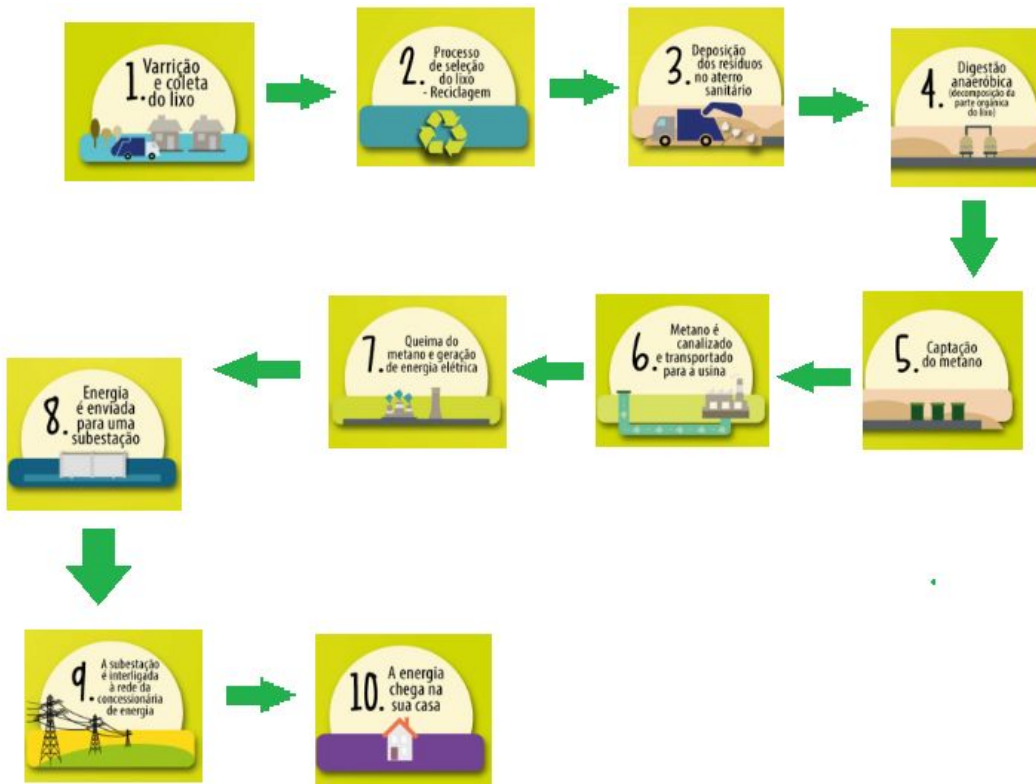 1. Varrição
e coleta
do lixo
2. Processo
de seleção
do lixo
- Reciclagem
3. Deposição
dos resíduos
no aterro
sanitário
4. Digestão
anaeróbica
(decomposição da
parte orgânica
do lixo)
5. Captação
do metano
6. Metano é
canalizado
e transportado
para a usina
7. Queima do
metano e geração
de energia elétrica
8. Energia
é enviada
para uma
subestação
9. A subestação
é interligada
à rede da
concessionária
de energia
10. A energia
chega na
sua casa